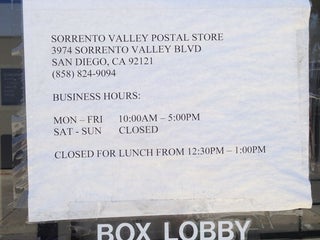 SORRENTO VALLEY POSTAL STORE
3974 SORRENTO VALLEY BLVD
SAN DIEGO, CA 92121
(858) 824-9094
BUSINESS HOURS:
MON – FRI 10:00AM – 5:00PM
SAT - SUN CLOSED
CLOSED FOR LUNCH FROM 12:30PM – 1:00PM
BOX LOBBY